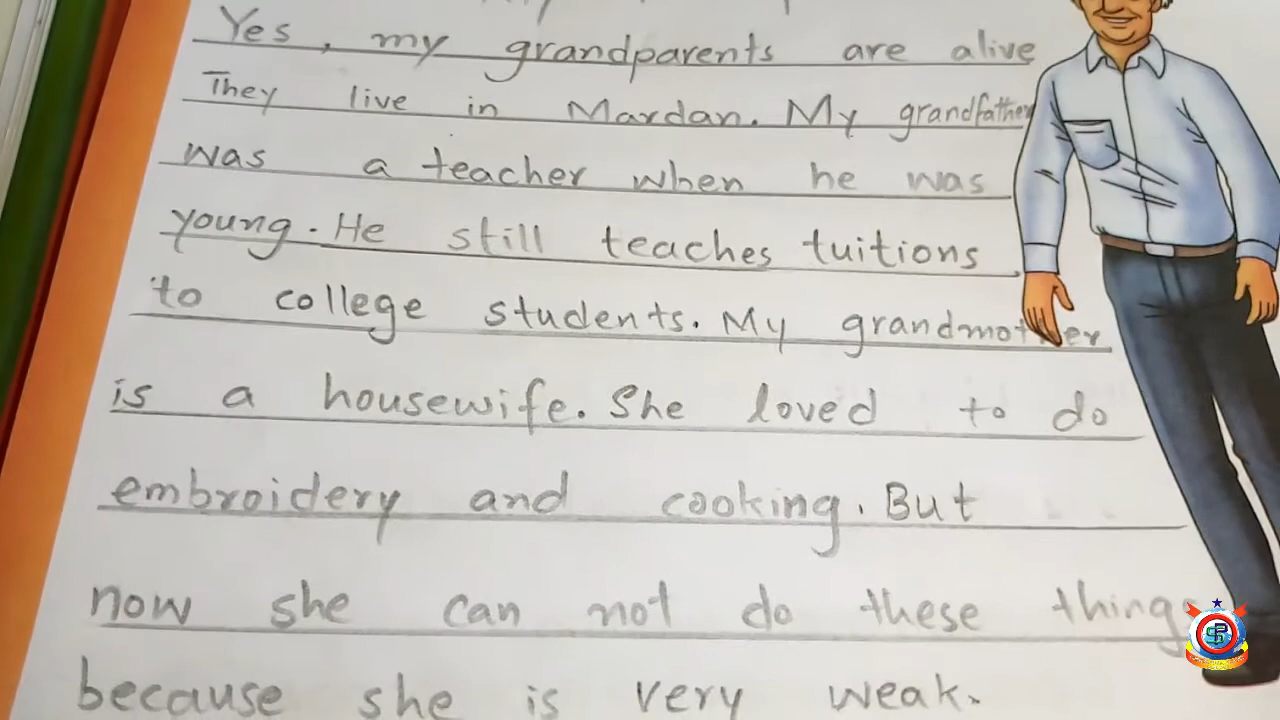 Yes, my grandparents are alive
They live in Mardan. My grandfather
was a teacher when he was
young. He still teaches tuitions
to college students. My grandmother
is a housewife. She loved to do
embroidery and cooking. But
now she can not do these things
because she is very weak.